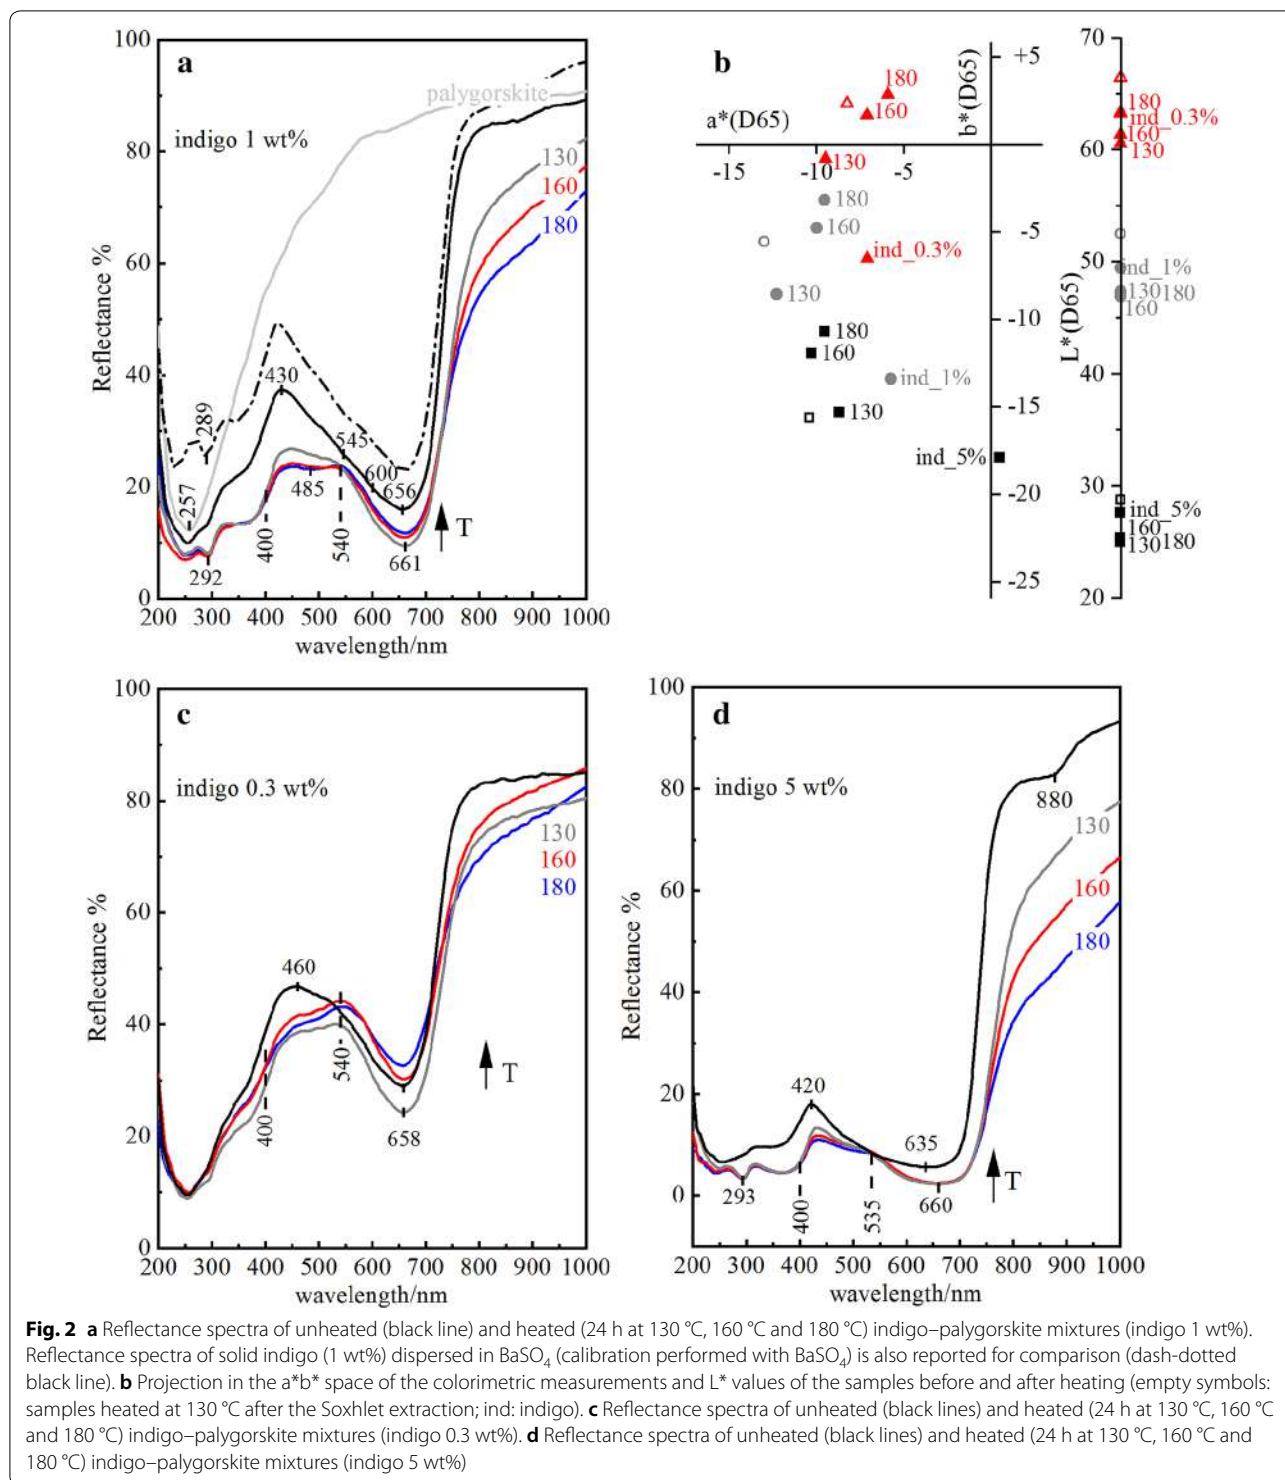 a
100
80
60
40
20
0
Reflectance %
palygorskite
indigo 1 wt%
130
160
180
430
289
257
545
600
656
485
400
540
292
661
T
200 300 400 500 600 700 800 900 1000
wavelength/nm
b
a*(D65)
b*(D65)
+5
-5
-10
-15
-20
-25
-15 -10 -5
180
160
130
180
160
ind_0.3%
130
180
160
ind_1%
130
ind_5%
L*(D65)
70
60
50
40
30
20
180
ind_0.3%
160
130
ind_1%
130 180
160
ind_5%
160
130 180
c
100
80
60
40
20
0
Reflectance %
indigo 0.3 wt%
130
160
180
460
540
400
658
T
200 300 400 500 600 700 800 900 1000
wavelength/nm
d
100
80
60
40
20
0
Reflectance %
indigo 5 wt%
880
130
160
180
420
635
293
400
535
660
T
200 300 400 500 600 700 800 900 1000
wavelength/nm
Fig. 2 a Reflectance spectra of unheated (black line) and heated (24 h at 130 °C, 160 °C and 180 °C) indigo–palygorskite mixtures (indigo 1 wt%).
Reflectance spectra of solid indigo (1 wt%) dispersed in BaSO₄ (calibration performed with BaSO₄) is also reported for comparison (dash-dotted
black line). b Projection in the a*b* space of the colorimetric measurements and L* values of the samples before and after heating (empty symbols:
samples heated at 130 °C after the Soxhlet extraction; ind: indigo). c Reflectance spectra of unheated (black lines) and heated (24 h at 130 °C, 160 °C
and 180 °C) indigo–palygorskite mixtures (indigo 0.3 wt%). d Reflectance spectra of unheated (black lines) and heated (24 h at 130 °C, 160 °C and
180 °C) indigo–palygorskite mixtures (indigo 5 wt%)